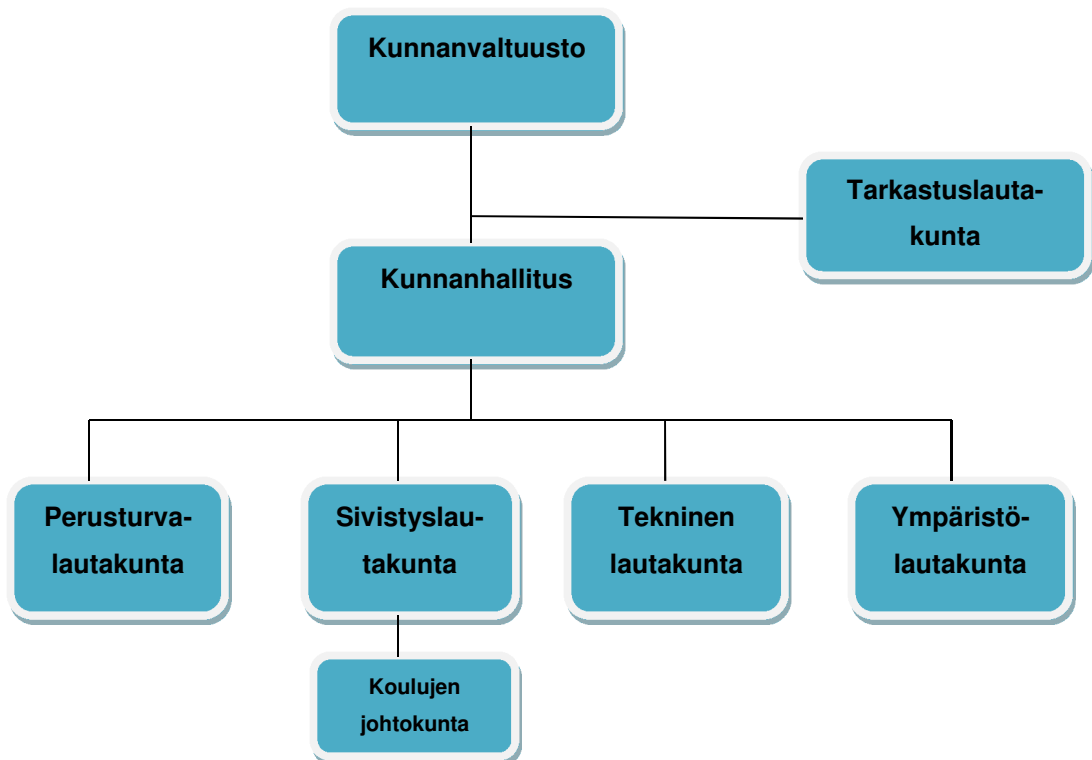 Kunnanvaltuusto
Tarkastuslauta-
kunta
Kunnanhallitus
Perusturva-
lautakunta
Sivistyslau-
takunta
Tekninen
lautakunta
Ympäristö-
lautakunta
Koulujen
johtokunta